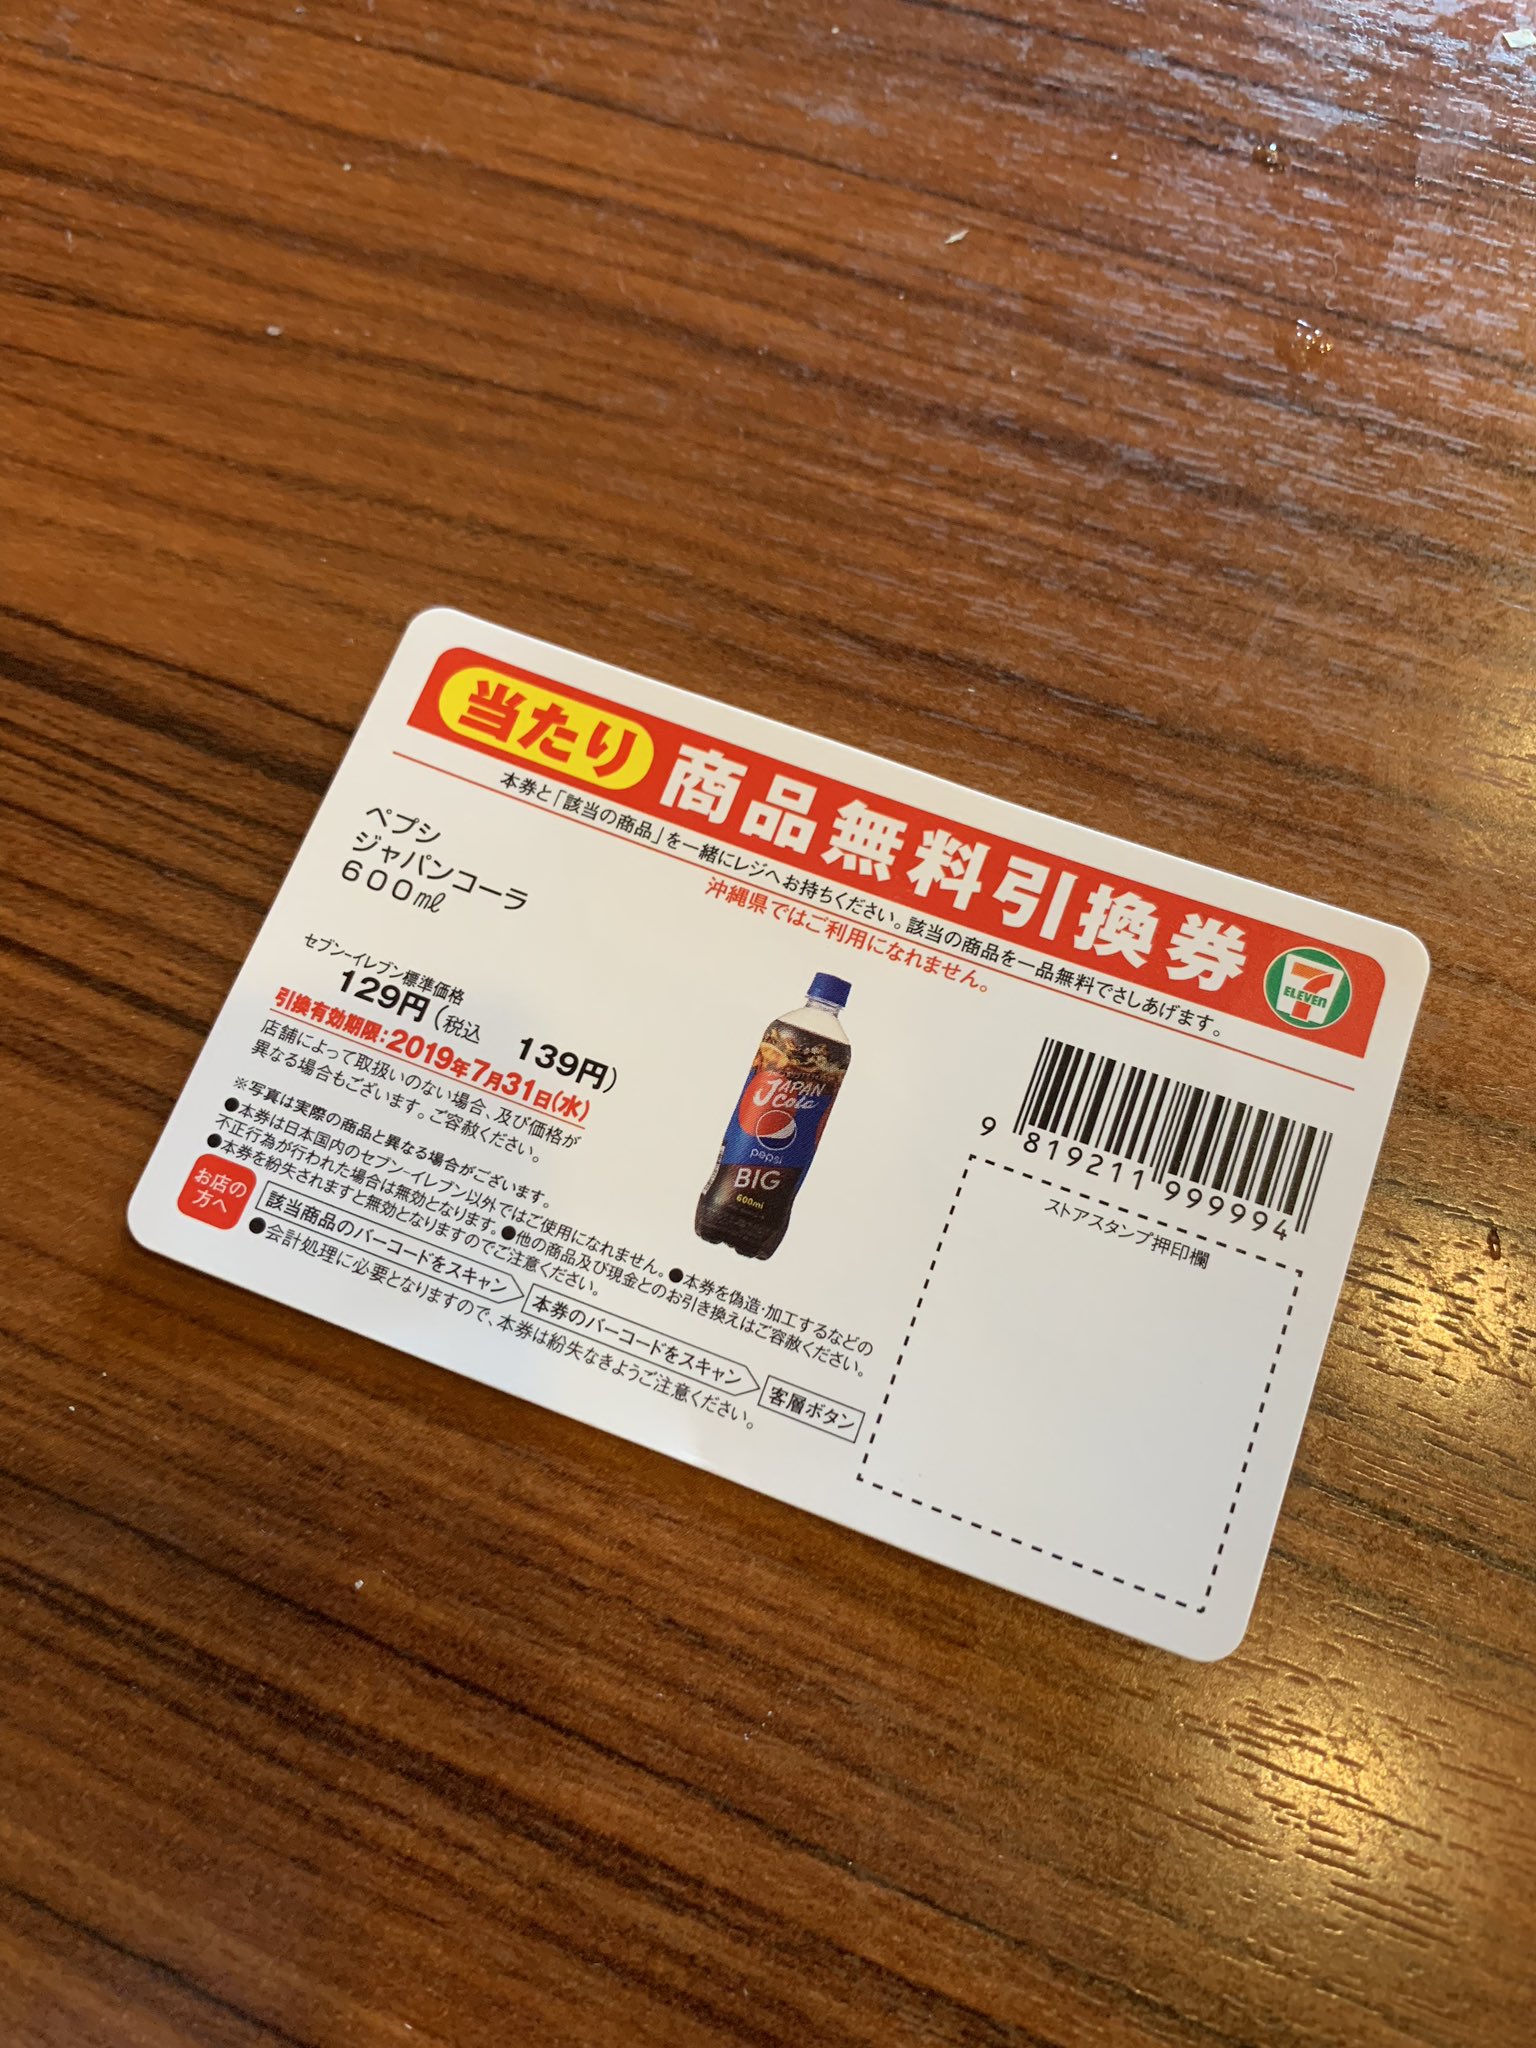 当たり 商品無料引換券
7
ELEVEN
本券と「該当の商品」を一緒にレジへお持ちください。該当の商品を一品無料でさしあげます。
沖縄県ではご利用になれません。
ペプシ
ジャパンコーラ
600㎖
セブン-イレブン標準価格
129円(税込 139円)
引換有効期限:2019年7月31日(水)
店舗によって取扱いのない場合、及び価格が
異なる場合もございます。ご容赦ください。
※写真は実際の商品と異なる場合がございます。
●本券は日本国内のセブン-イレブン以外ではご使用になれません。●本券を偽造・加工するなどの
不正行為が行われた場合は無効となります。●他の商品及び現金とのお引き換えはご容赦ください。
●本券を紛失されますと無効となりますのでご注意ください。
お店の
方へ
該当商品のバーコードをスキャン
本券のバーコードをスキャン
客層ボタン
●会計処理に必要となりますので、本券は紛失なきようご注意ください。
JAPAN
Cola
pepsi
BIG
600ml
9 819211 999994
ストアスタンプ押印欄